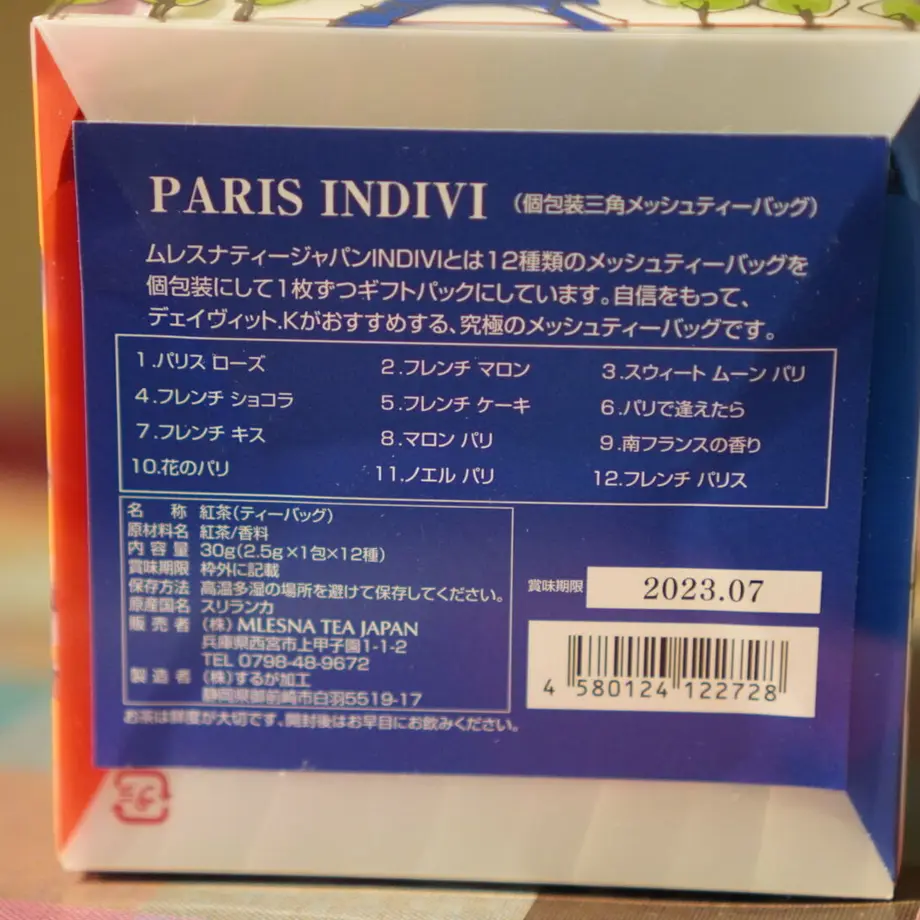 PARIS INDIVI (個包装三角メッシュティーバッグ)
ムレスナティージャパンINDIVIとは12種類のメッシュティーバッグを
個包装にして1枚ずつギフトパックにしています。自信をもって、
デェイヴィット.Kがおすすめする、究極のメッシュティーバッグです。
1.パリス ローズ 2.フレンチ マロン 3.スウィート ムーン パリ
4.フレンチ ショコラ 5.フレンチ ケーキ 6.パリで逢えたら
7.フレンチ キス 8.マロン パリ 9.南フランスの香り
10.花のパリ 11.ノエル パリ 12.フレンチ パリス
名称 紅茶(ティーバッグ)
原材料名 紅茶/香料
内容量 30g(2.5g×1包×12種)
賞味期限 枠外に記載
保存方法 高温多湿の場所を避けて保存してください。
原産国名 スリランカ
販売者 (株)MLESNA TEA JAPAN
兵庫県西宮市上甲子園1-1-2
TEL 0798-48-9672
製造者 (株)するが加工
静岡県御前崎市白羽5519-17
お茶は鮮度が大切です。開封後はお早目にお飲みください。
賞味期限 2023.07
4 580124 122728
プラ